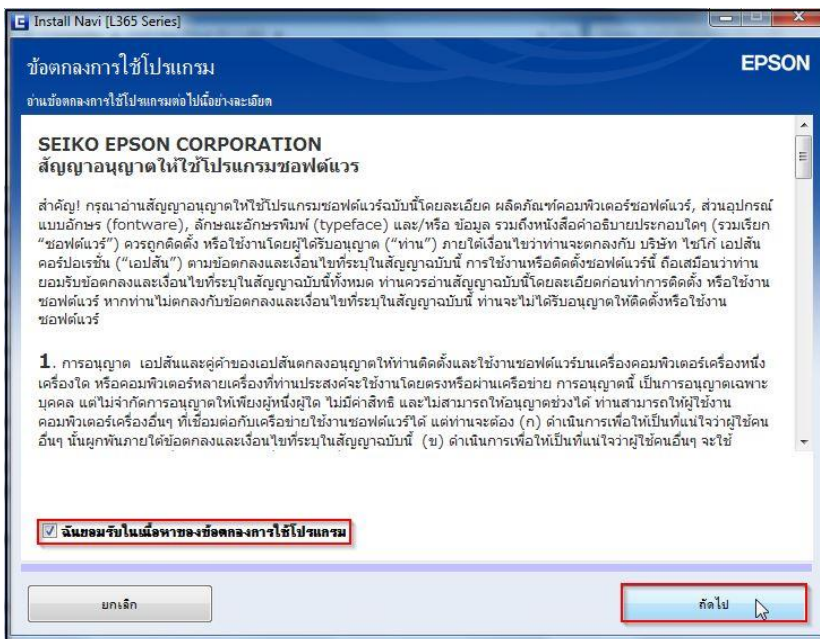 Install Navi [L365 Series]
ข้อตกลงการใช้โปรแกรม
EPSON
อ่านข้อตกลงการใช้โปรแกรมต่อไปนี้อย่างละเอียด
SEIKO EPSON CORPORATION
สัญญาอนุญาตให้ใช้โปรแกรมซอฟต์แวร
สำคัญ! กรุณาอ่านสัญญาอนุญาตให้ใช้โปรแกรมซอฟต์แวร์ฉบับนี้โดยละเอียด ผลิตภัณฑ์คอมพิวเตอร์ซอฟต์แวร์, ส่วนอุปกรณ์
แบบอักษร (fontware), ลักษณะอักษรพิมพ์ (typeface) และ/หรือ ข้อมูล รวมถึงหนังสือคำอธิบายประกอบใดๆ (รวมเรียก
“ซอฟต์แวร์”) ควรถูกติดตั้ง หรือใช้งานโดยผู้ได้รับอนุญาต (“ท่าน”) ภายใต้เงื่อนไขว่าท่านจะตกลงกับ บริษัท ไซโก้ เอปสัน
คอร์ปอเรชั่น (“เอปสัน”) ตามข้อตกลงและเงื่อนไขที่ระบุในสัญญาฉบับนี้ การใช้งานหรือติดตั้งซอฟต์แวร์นี้ ถือเสมือนว่าท่าน
ยอมรับข้อตกลงและเงื่อนไขที่ระบุในสัญญาฉบับนี้ทั้งหมด ท่านควรอ่านสัญญาฉบับนี้โดยละเอียดก่อนทำการติดตั้ง หรือใช้งาน
ซอฟต์แวร์ หากท่านไม่ตกลงกับข้อตกลงและเงื่อนไขที่ระบุในสัญญาฉบับนี้ ท่านจะไม่ได้รับอนุญาตให้ติดตั้งหรือใช้งาน
ซอฟต์แวร์
1. การอนุญาต เอปสันและคู่ค้าของเอปสันตกลงอนุญาตให้ท่านติดตั้งและใช้งานซอฟต์แวร์บนเครื่องคอมพิวเตอร์เครื่องหนึ่ง
เครื่องใด หรือคอมพิวเตอร์หลายเครื่องที่ท่านประสงค์จะใช้งานโดยตรงหรือผ่านเครือข่าย การอนุญาตนี้ เป็นการอนุญาตเฉพาะ
บุคคล แต่ไม่จำกัดการอนุญาตให้เพียงผู้หนึ่งผู้ใด ไม่มีค่าสิทธิ และไม่สามารถให้อนุญาตช่วงได้ ท่านสามารถให้ผู้ใช้งาน
คอมพิวเตอร์เครื่องอื่นๆ ที่เชื่อมต่อกับเครือข่ายใช้งานซอฟต์แวร์ได้ แต่ท่านจะต้อง (ก) ดำเนินการเพื่อให้เป็นที่แน่ใจว่าผู้ใช้คน
อื่นๆ นั้นผูกพันภายใต้ข้อตกลงและเงื่อนไขที่ระบุในสัญญาฉบับนี้ (ข) ดำเนินการเพื่อให้เป็นที่แน่ใจว่าผู้ใช้คนอื่นๆ จะใช้
ฉันยอมรับในเนื้อหาของข้อตกลงการใช้โปรแกรม
ยกเลิก
ถัดไป